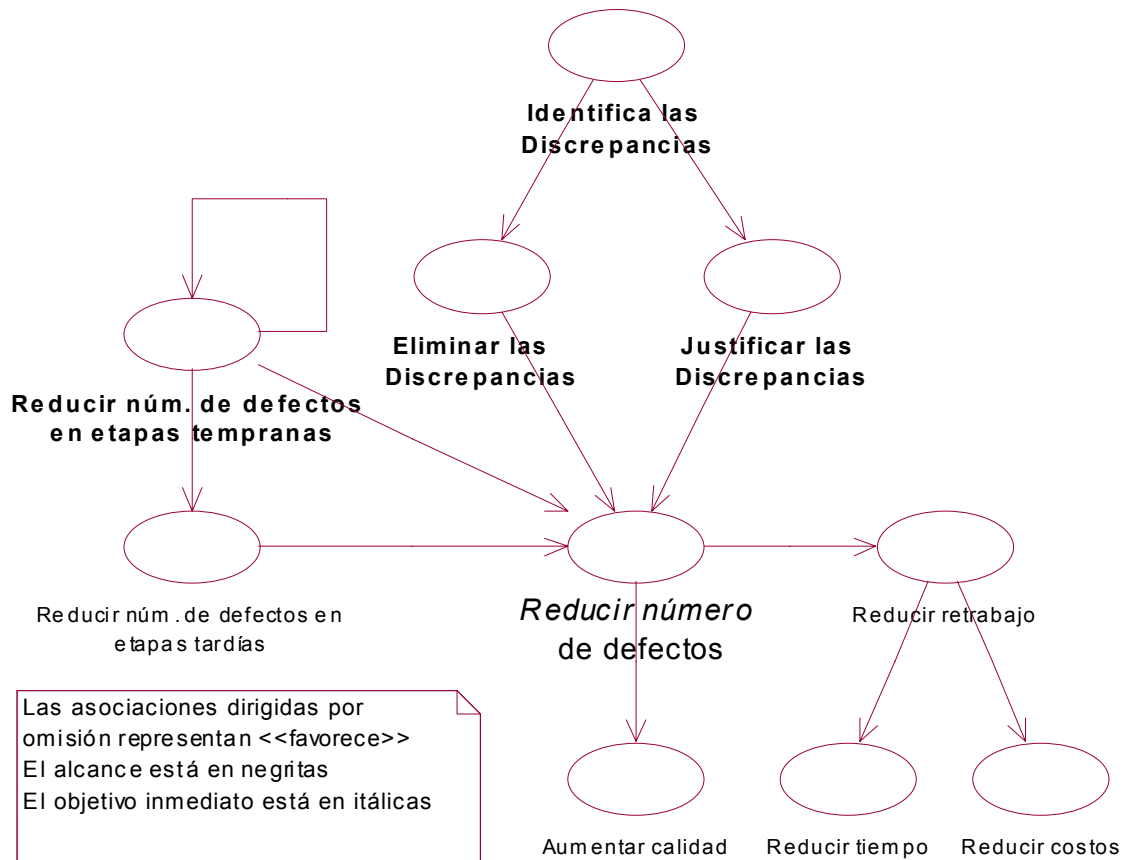 Identifica las
Discrepancias
Eliminar las
Discrepancias
Justificar las
Discrepancias
Reducir núm. de defectos
en etapas tempranas
Reducir núm. de defectos en
etapas tardías
Reducir número
de defectos
Reducir retrabajo
Las asociaciones dirigidas por
omisión representan <<favorece>>
El alcance está en negritas
El objetivo inmediato está en itálicas
Aumentar calidad
Reducir tiempo
Reducir costos